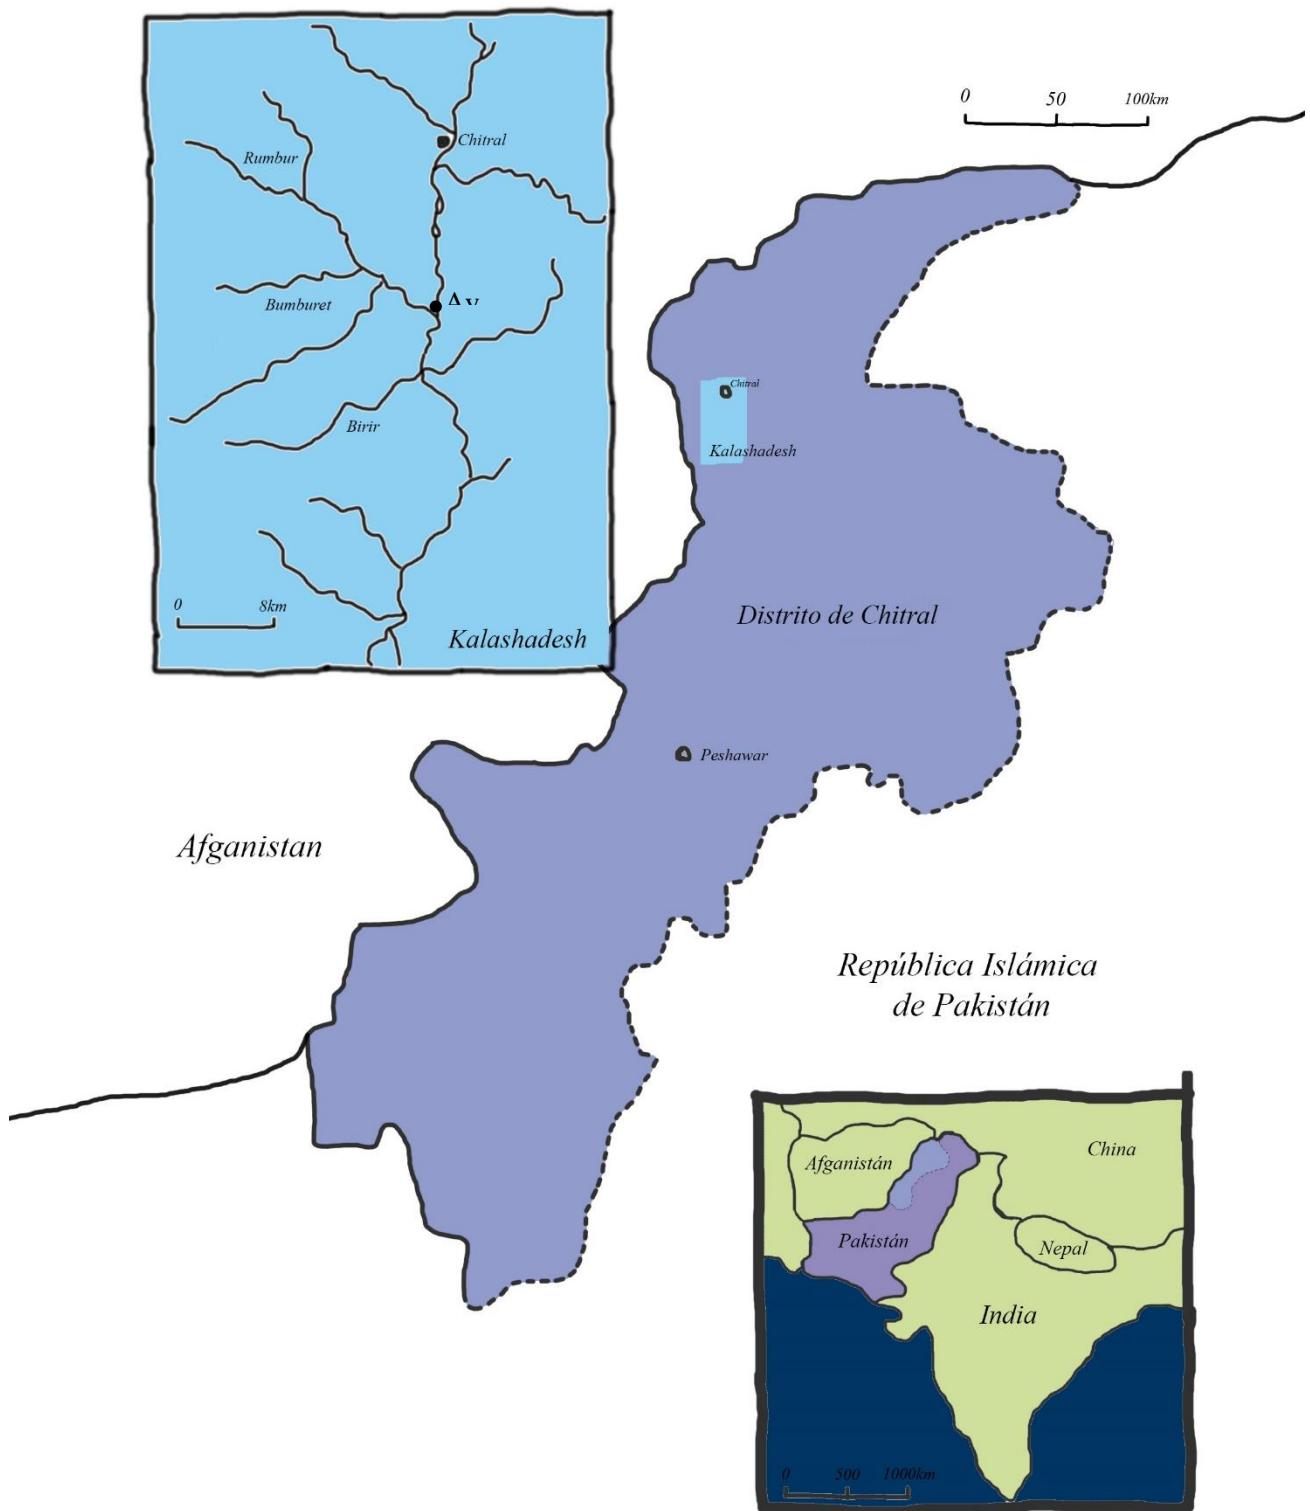 0 50 100km
Chitral
Rumbur
Bumburet
Birir
0 8km
Kalashadesh
Chitral
Kalashadesh
Distrito de Chitral
Peshawar
Afganistan
República Islámica
de Pakistán
Afganistán
China
Pakistán
Nepal
India
0 500 1000km